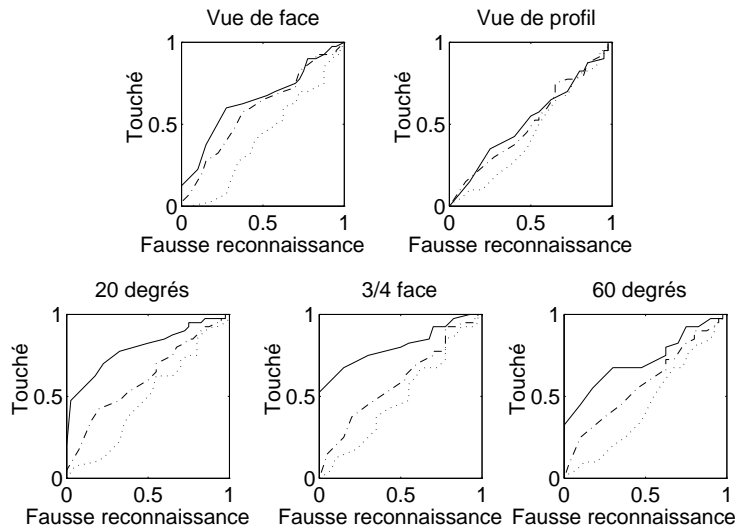 Vue de face
Vue de profil
1
0.5
0
Touché
0 0.5 1
Fausse reconnaissance
1
0.5
0
Touché
0 0.5 1
Fausse reconnaissance
20 degrés
3/4 face
60 degrés
1
0.5
0
Touché
0 0.5 1
Fausse reconnaissance
1
0.5
0
Touché
0 0.5 1
Fausse reconnaissance
1
0.5
0
Touché
0 0.5 1
Fausse reconnaissance